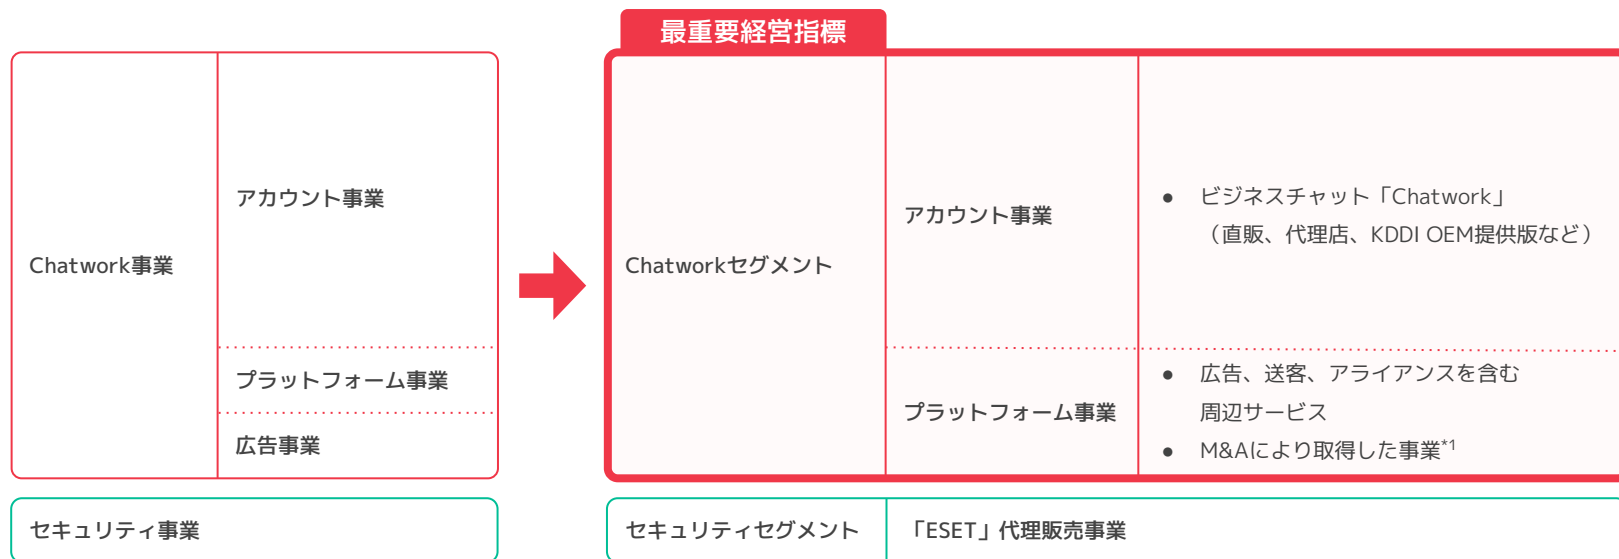 最重要経営指標
Chatwork事業
アカウント事業
プラットフォーム事業
広告事業
セキュリティ事業
Chatworkセグメント
アカウント事業
● ビジネスチャット「Chatwork」
（直販、代理店、KDDI OEM提供版など）
プラットフォーム事業
● 広告、送客、アライアンスを含む
周辺サービス
● M&Aにより取得した事業*1
セキュリティセグメント
「ESET」代理販売事業